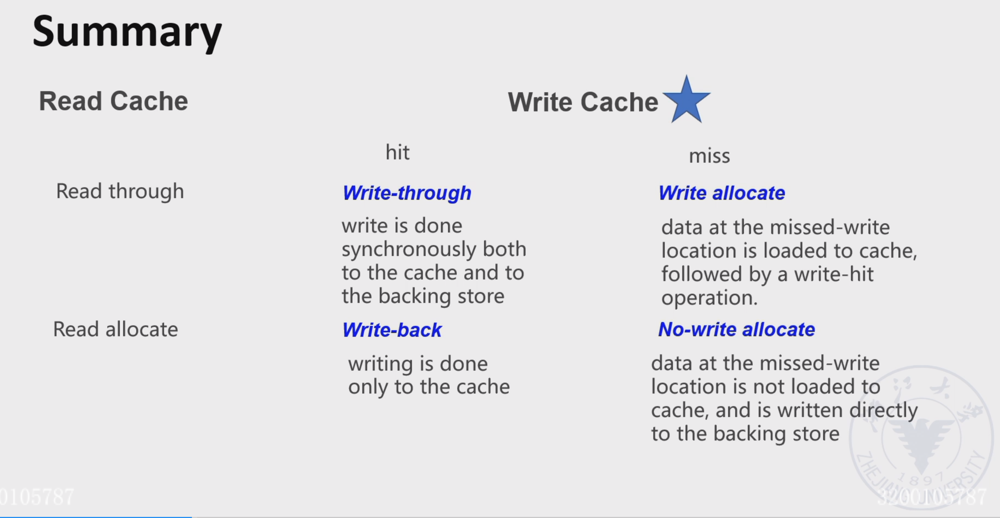 Summary
Read Cache
Write Cache
hit
miss
Read through
Write-through
Write allocate
write is done
synchronously both
to the cache and to
the backing store
data at the missed-write
location is loaded to cache,
followed by a write-hit
operation.
Read allocate
Write-back
No-write allocate
writing is done
only to the cache
data at the missed-write
location is not loaded to
cache, and is written directly
to the backing store
ZHEJIANG UNIVERSITY
1897
0105787
3200105787